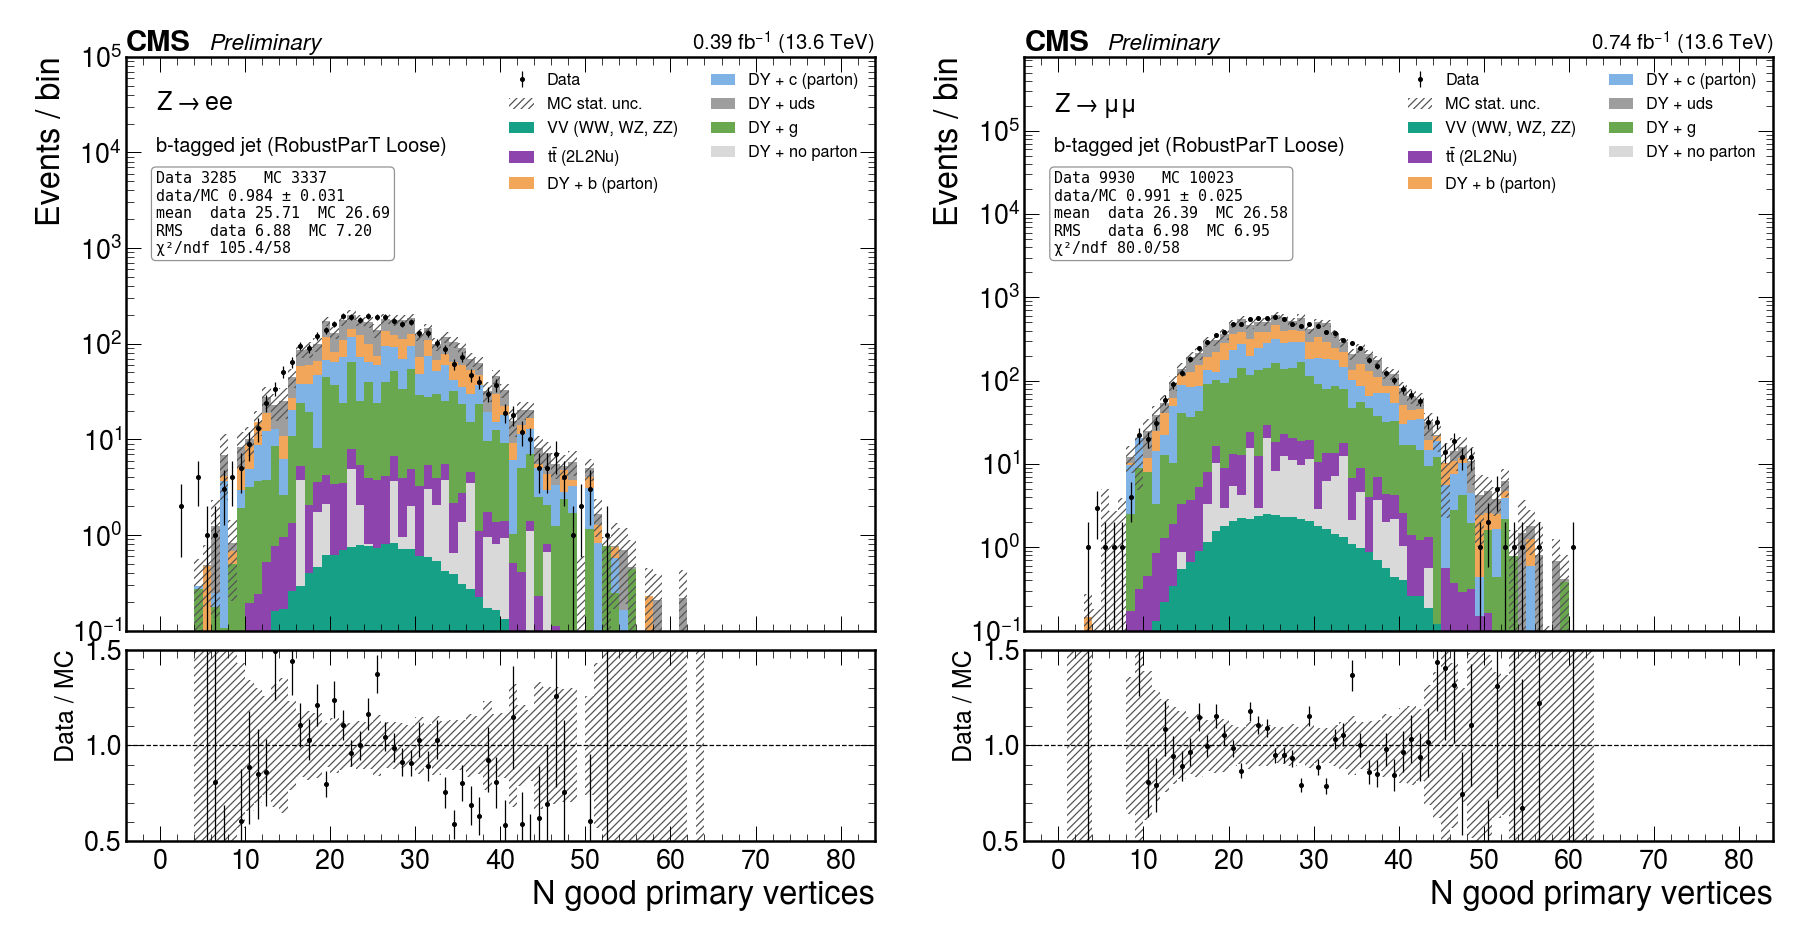 CMS Preliminary 0.39 fb⁻¹ (13.6 TeV)
Events / bin
10⁵
10⁴
10³
10²
10¹
10⁰
10⁻¹
Z → ee
b-tagged jet (RobustParT Loose)
Data 3285 MC 3337
data/MC 0.984 ± 0.031
mean data 25.71 MC 26.69
RMS data 6.88 MC 7.20
χ²/ndf 105.4/58
Data
MC stat. unc.
VV (WW, WZ, ZZ)
tt̄ (2L2Nu)
DY + b (parton)
DY + c (parton)
DY + uds
DY + g
DY + no parton
Data / MC
1.5
1.0
0.5
0 10 20 30 40 50 60 70 80
N good primary vertices
CMS Preliminary 0.74 fb⁻¹ (13.6 TeV)
Events / bin
10⁵
10⁴
10³
10²
10¹
10⁰
10⁻¹
Z → μμ
b-tagged jet (RobustParT Loose)
Data 9930 MC 10023
data/MC 0.991 ± 0.025
mean data 26.39 MC 26.58
RMS data 6.98 MC 6.95
χ²/ndf 80.0/58
Data
MC stat. unc.
VV (WW, WZ, ZZ)
tt̄ (2L2Nu)
DY + b (parton)
DY + c (parton)
DY + uds
DY + g
DY + no parton
Data / MC
1.5
1.0
0.5
0 10 20 30 40 50 60 70 80
N good primary vertices